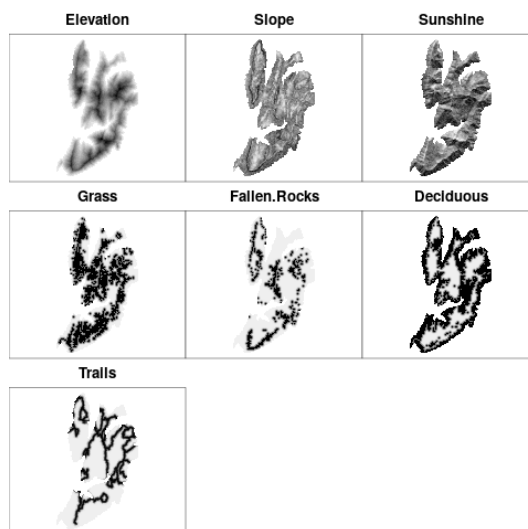 Elevation
Slope
Sunshine
Grass
Fallen.Rocks
Deciduous
Trails